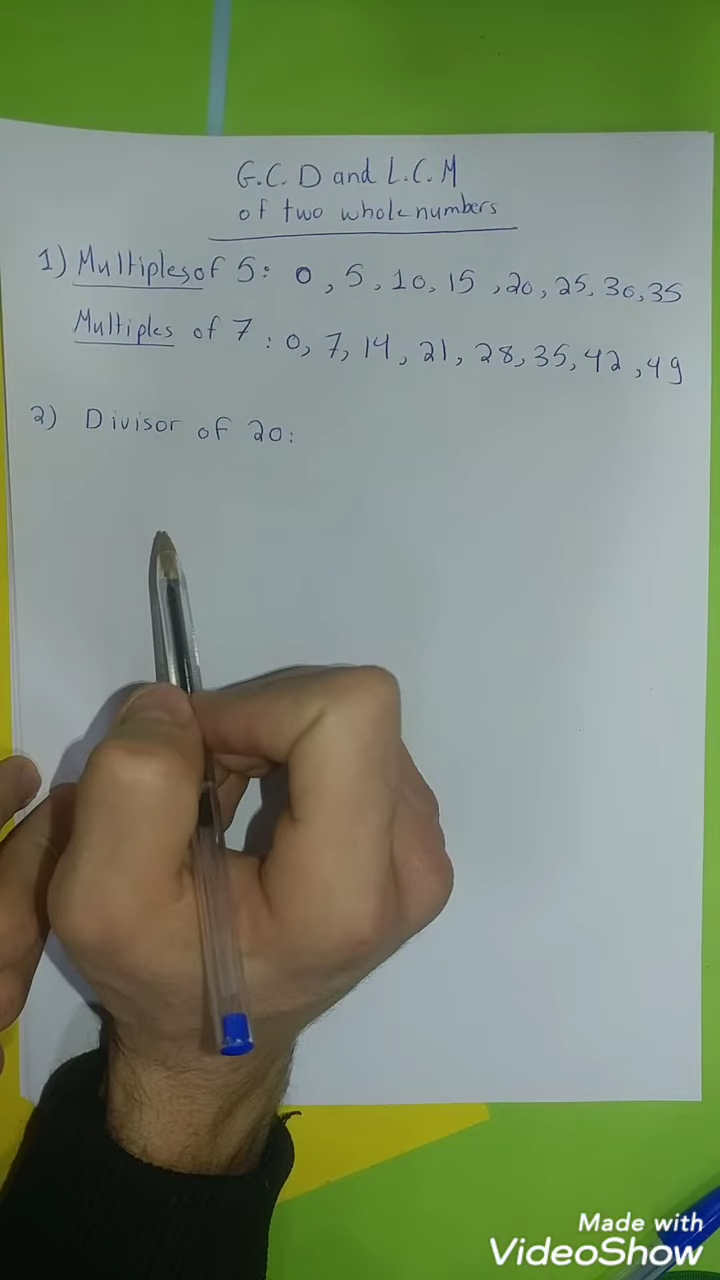 G.C.D and L.C.M
of two whole numbers
1) Multiples of 5: 0, 5, 10, 15, 20, 25, 30, 35
Multiples of 7: 0, 7, 14, 21, 28, 35, 42, 49
2) Divisor of 20:
Made with
VideoShow